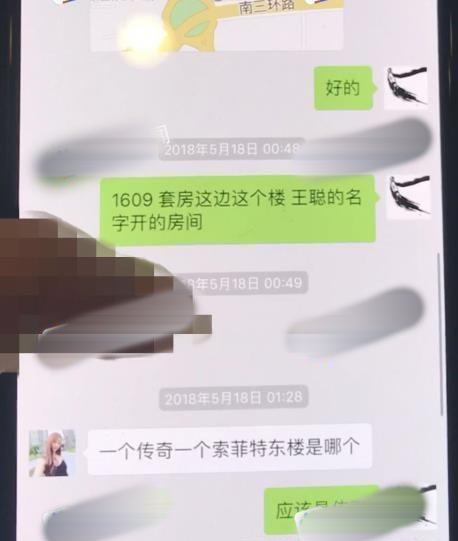 南三环路
好的
2018年5月18日 00:48
1609 套房这边这个楼 王聪的名
字开的房间
8年5月18日 00:49
2018年5月18日 01:28
一个传奇一个索菲特东楼是哪个
应该是